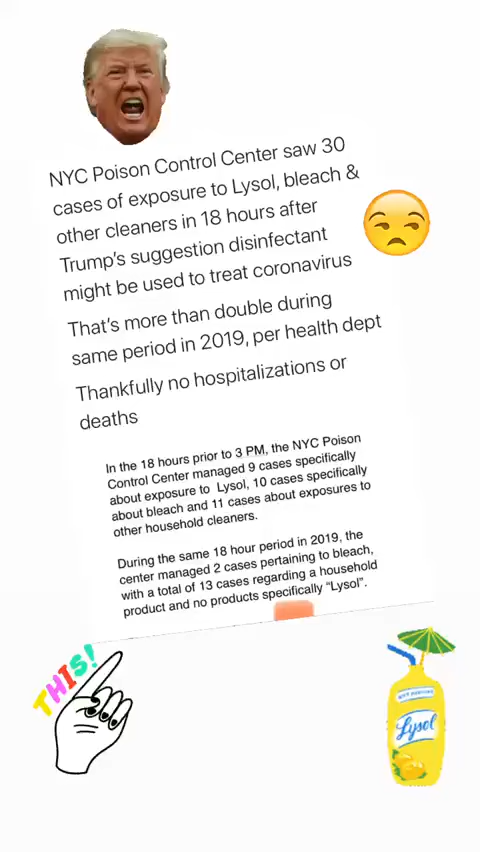 NYC Poison Control Center saw 30
cases of exposure to Lysol, bleach &
other cleaners in 18 hours after
Trump's suggestion disinfectant
might be used to treat coronavirus
That's more than double during
same period in 2019, per health dept
Thankfully no hospitalizations or
deaths
In the 18 hours prior to 3 PM, the NYC Poison
Control Center managed 9 cases specifically
about exposure to Lysol, 10 cases specifically
about bleach and 11 cases about exposures to
other household cleaners.
During the same 18 hour period in 2019, the
center managed 2 cases pertaining to bleach,
with a total of 13 cases regarding a household
product and no products specifically "Lysol".
THIS!
Lysol